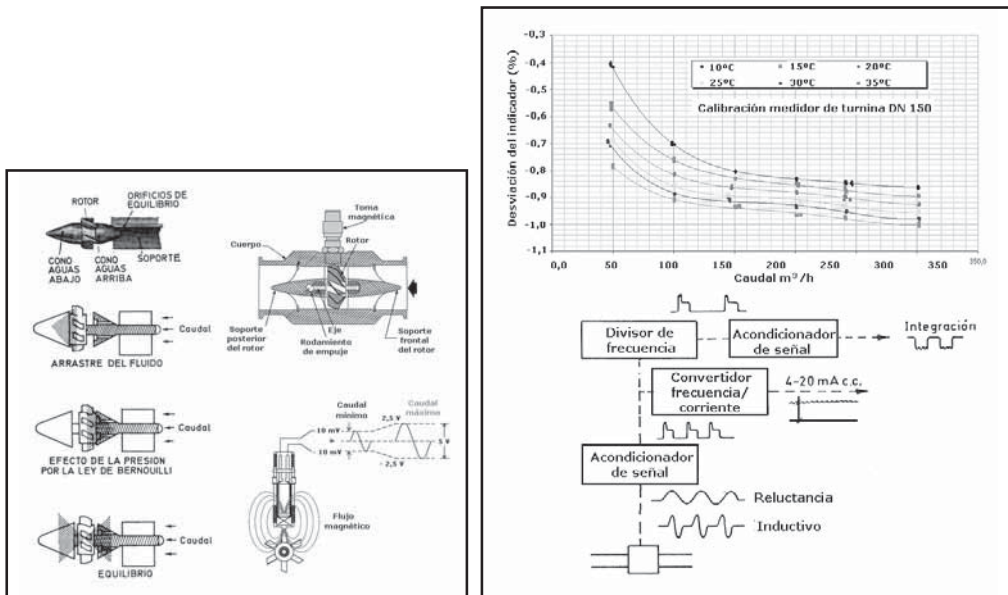 ROTOR
ORIFICIOS DE
EQUILIBRIO
CONO
AGUAS
ABAJO
CONO
AGUAS
ARRIBA
SOPORTE
Caudal
ARRASTRE DEL FLUIDO
Caudal
EFECTO DE LA PRESION
POR LA LEY DE BERNOUILLI
Caudal
EQUILIBRIO
Toma
magnética
Rotor
Cuerpo
Soporte
posterior
del rotor
Eje
Rodamiento
de empuje
Soporte
frontal
del rotor
Caudal
mínimo
Caudal
máximo
10 mV
10 mV
2,5 V
- 2,5 V
5 V
Flujo
magnético
Desviación del indicador (%)
-0,3
-0,4
-0,5
-0,6
-0,7
-0,8
-0,9
-1,0
-1,1
10ºC 15ºC 20ºC
25ºC 30ºC 35ºC
Calibración medidor de turnina DN 150
0,0 50 100 150 200 250 300 350 350,0
Caudal m³/h
Divisor de
frecuencia
Acondicionador
de señal
Integración
Convertidor
frecuencia/
corriente
4-20 mA c.c.
Acondicionador
de señal
Reluctancia
Inductivo